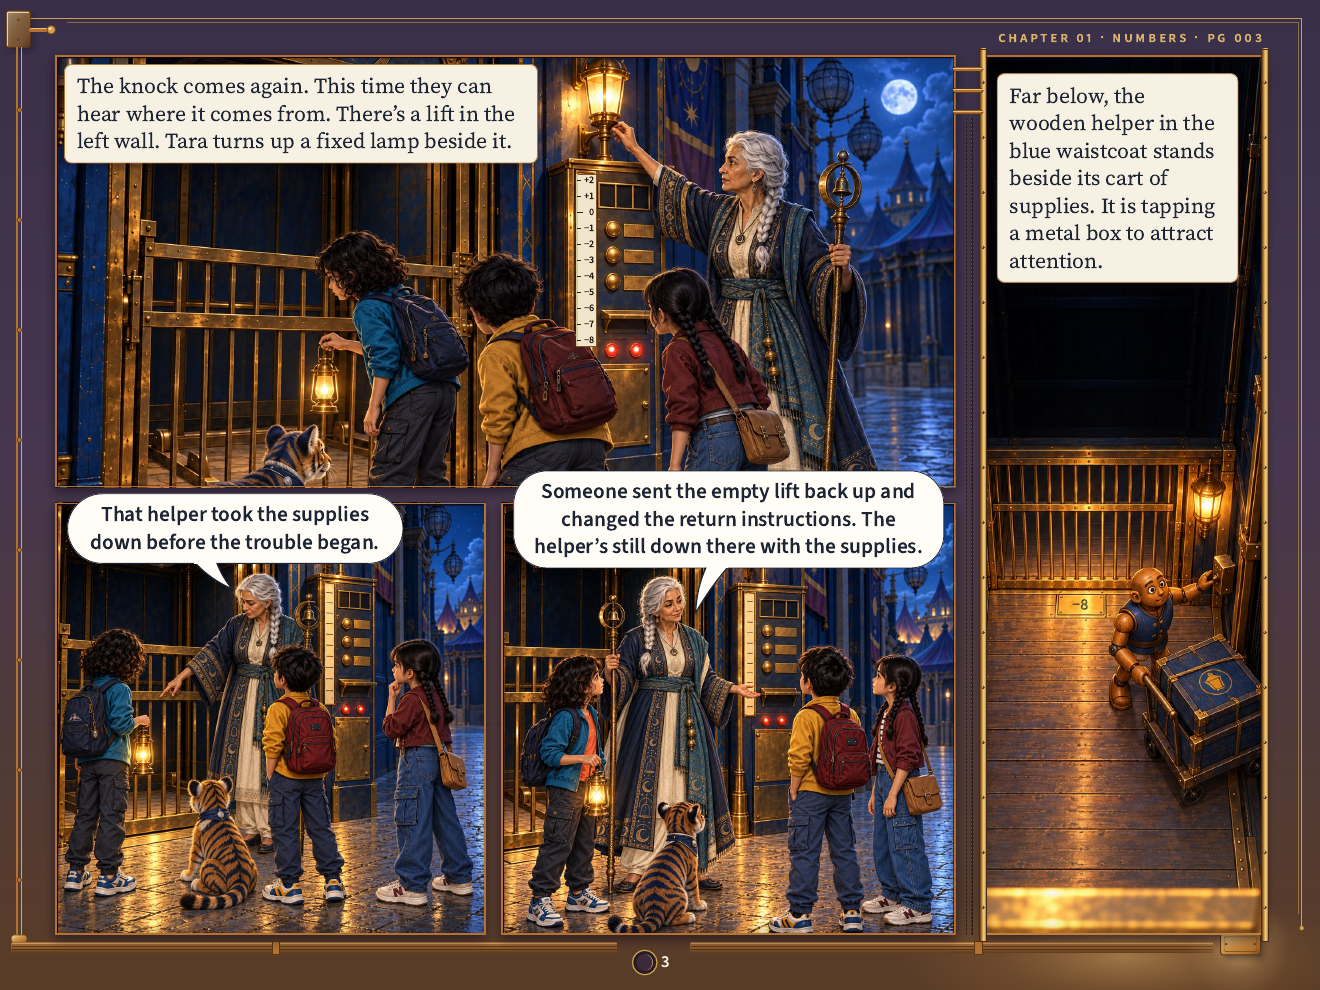 CHAPTER 01 · NUMBERS · PG 003
The knock comes again. This time they can
hear where it comes from. There’s a lift in the
left wall. Tara turns up a fixed lamp beside it.
+2
+1
0
−1
−2
−3
−4
−5
−6
−7
−8
That helper took the supplies
down before the trouble began.
Someone sent the empty lift back up and
changed the return instructions. The
helper’s still down there with the supplies.
Far below, the
wooden helper in the
blue waistcoat stands
beside its cart of
supplies. It is tapping
a metal box to attract
attention.
−8
3